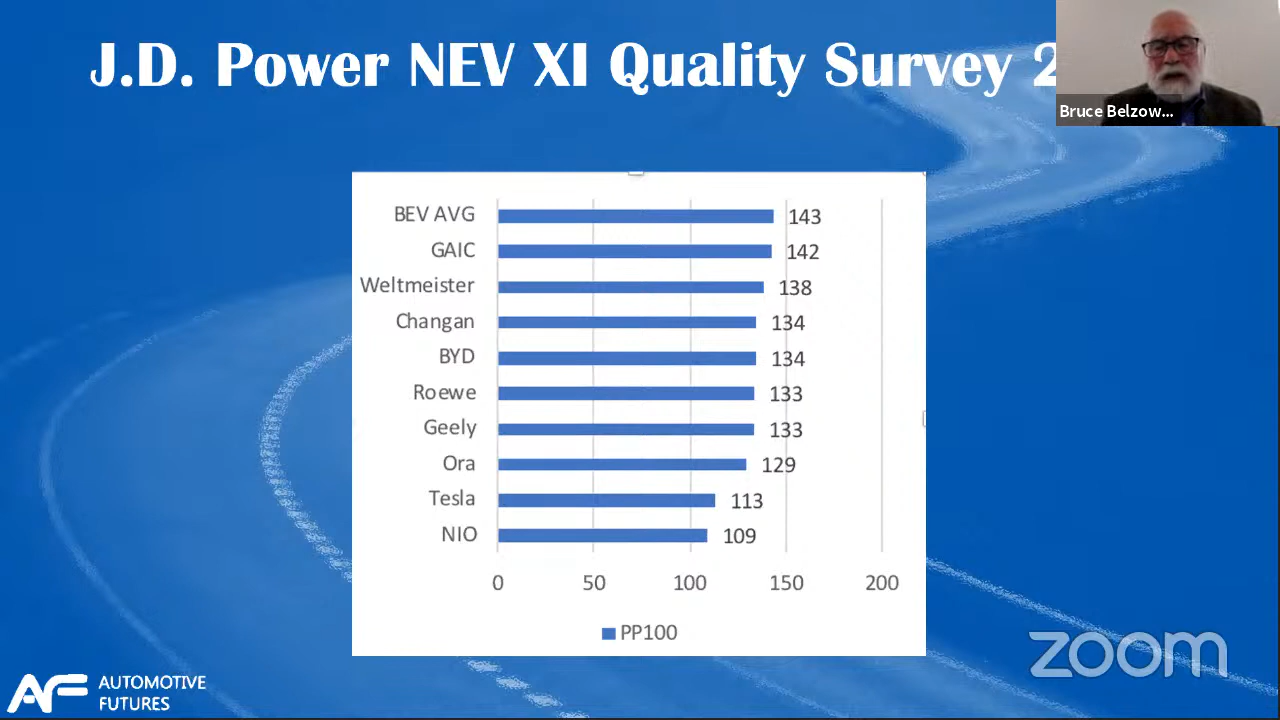 J.D. Power NEV XI Quality Survey 2
Bruce Belzow...
BEV AVG 143
GAIC 142
Weltmeister 138
Changan 134
BYD 134
Roewe 133
Geely 133
Ora 129
Tesla 113
NIO 109
0 50 100 150 200
PP100
zoom
AF AUTOMOTIVE
FUTURES